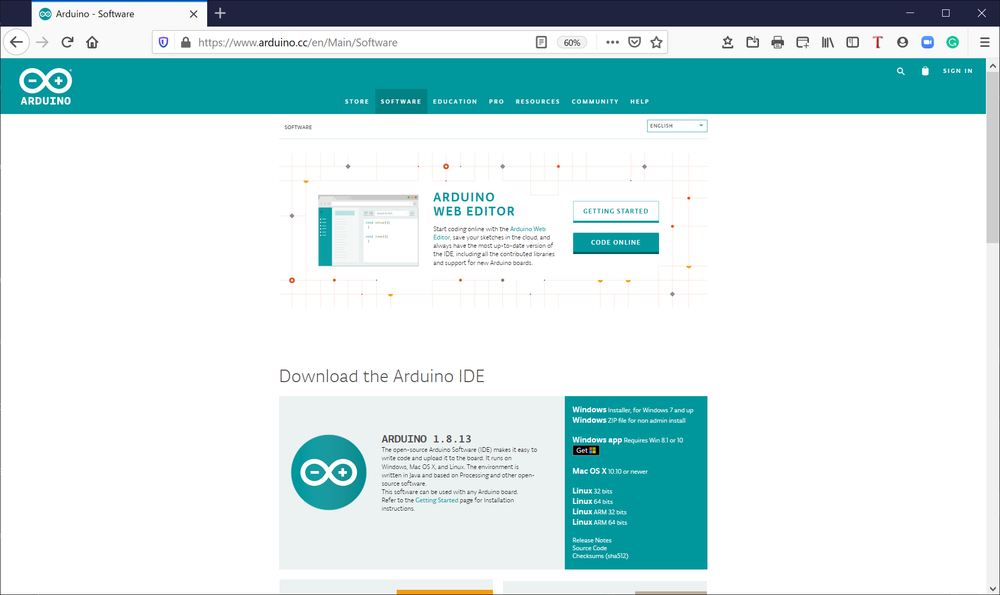 Arduino - Software
https://www.arduino.cc/en/Main/Software
60%
ARDUINO
SIGN IN
STORE SOFTWARE EDUCATION PRO RESOURCES COMMUNITY HELP
SOFTWARE
ENGLISH
Board & Port
void setup(){
}
void loop(){
}
ARDUINO
WEB EDITOR
Start coding online with the Arduino Web
Editor, save your sketches in the cloud, and
always have the most up-to-date version of
the IDE, including all the contributed libraries
and support for new Arduino boards.
GETTING STARTED
CODE ONLINE
Download the Arduino IDE
ARDUINO 1.8.13
The open-source Arduino Software (IDE) makes it easy to
write code and upload it to the board. It runs on
Windows, Mac OS X, and Linux. The environment is
written in Java and based on Processing and other open-
source software.
This software can be used with any Arduino board.
Refer to the Getting Started page for Installation
instructions.
Windows Installer, for Windows 7 and up
Windows ZIP file for non admin install
Windows app Requires Win 8.1 or 10
Get
Mac OS X 10.10 or newer
Linux 32 bits
Linux 64 bits
Linux ARM 32 bits
Linux ARM 64 bits
Release Notes
Source Code
Checksums (sha512)